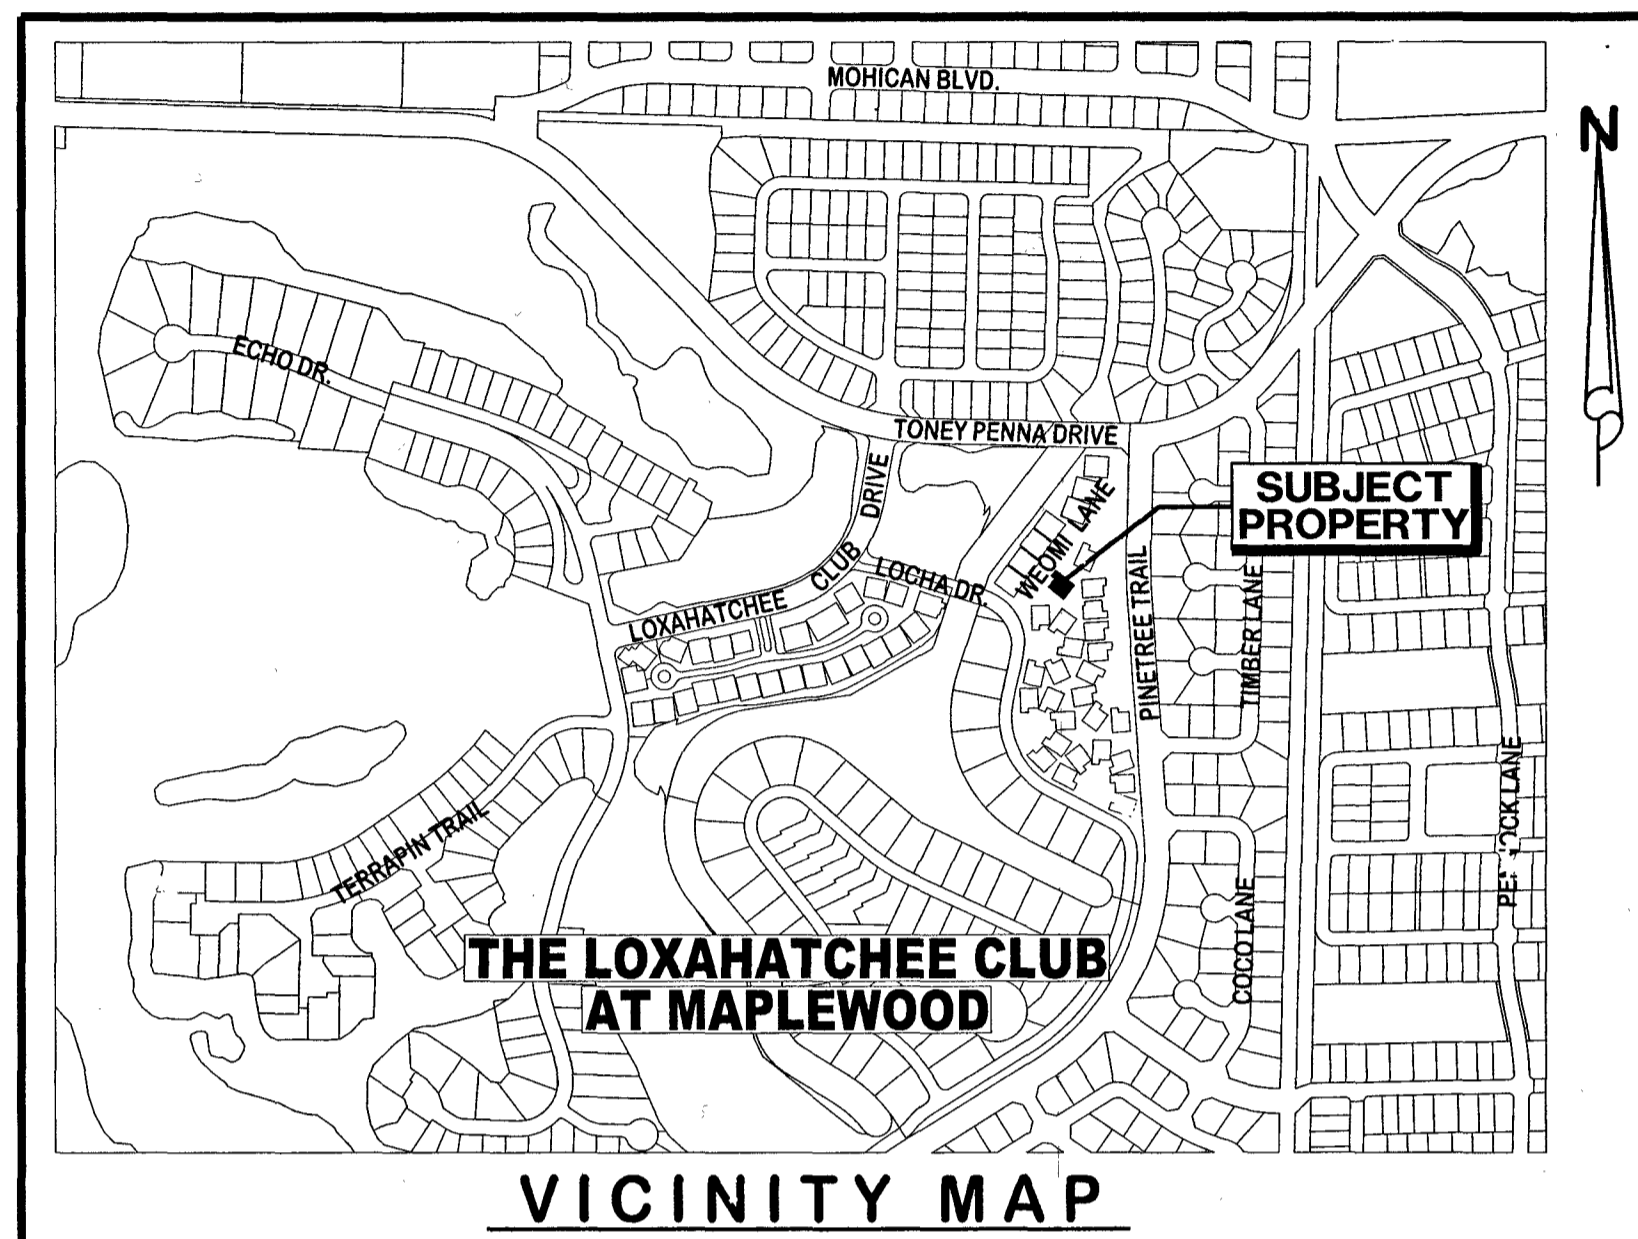 MOHICAN BLVD.
N
ECHO DR.
TONEY PENNA DRIVE
SUBJECT
PROPERTY
WEOMI LANE
LOXAHATCHEE CLUB DRIVE
LOCHA DR.
PINETREE TRAIL
TIMBER LANE
TERRAPIN TRAIL
LANE
COCO LANE
THE LOXAHATCHEE CLUB
AT MAPLEWOOD
VICINITY MAP